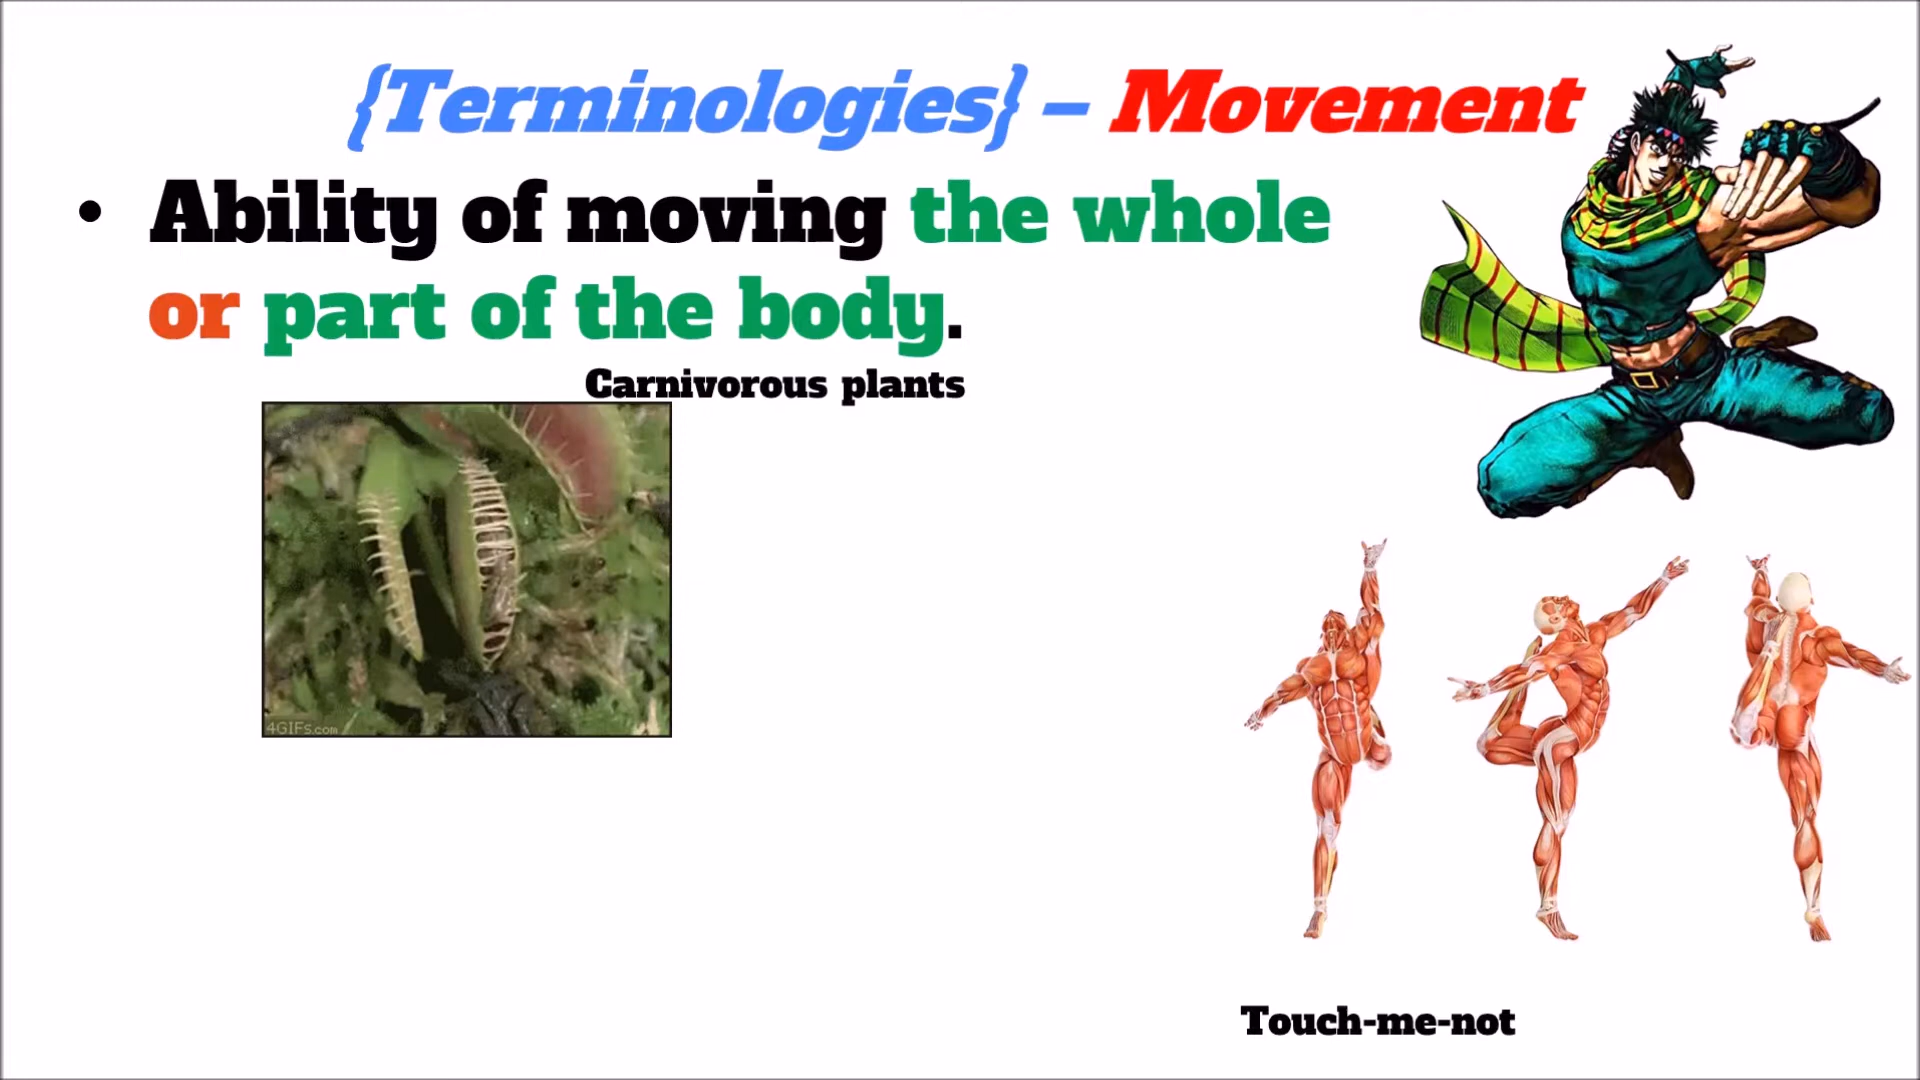 {Terminologies} – Movement
• Ability of moving the whole
or part of the body.
Carnivorous plants
4GIFs.com
Touch-me-not